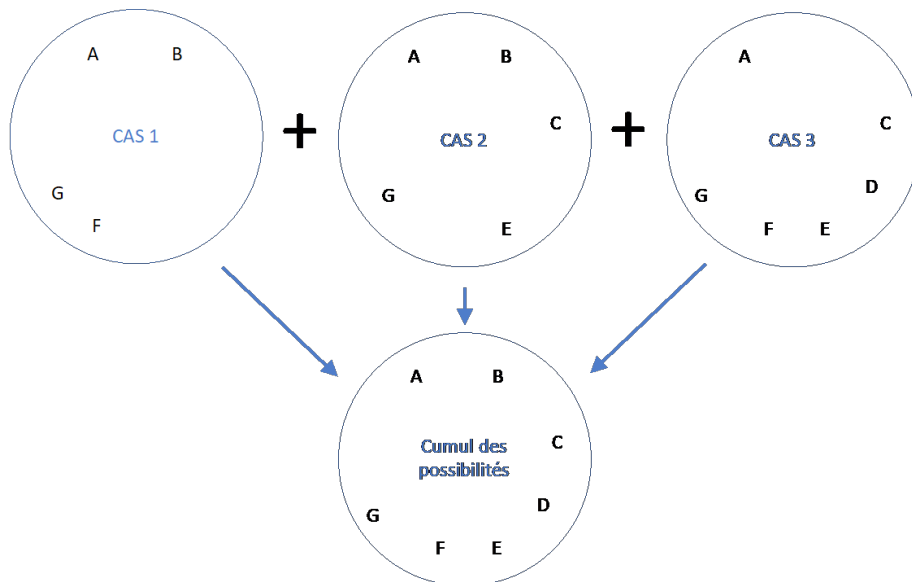 A B
CAS 1
G
F
+
A B
C
CAS 2
G
E
+
A
C
CAS 3
D
G
F E
A B
Cumul des
possibilités
C
D
G
F E